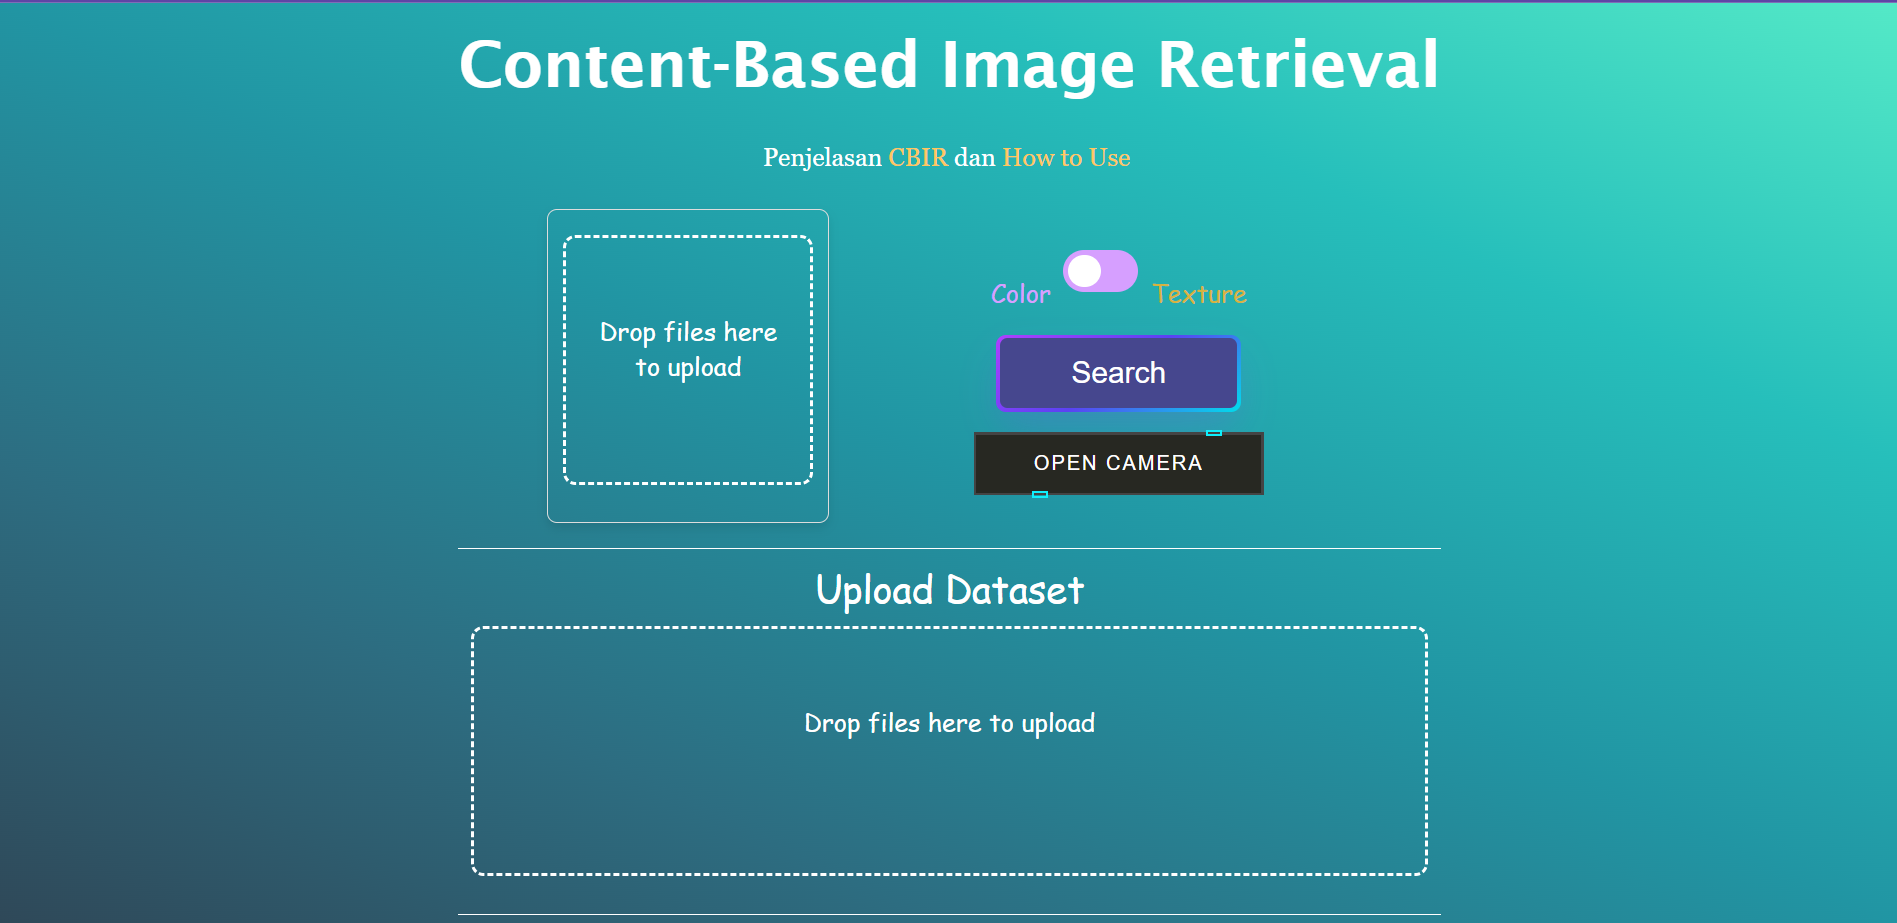 Content-Based Image Retrieval
Penjelasan CBIR dan How to Use
Drop files here
to upload
Color
Texture
Search
OPEN CAMERA
Upload Dataset
Drop files here to upload